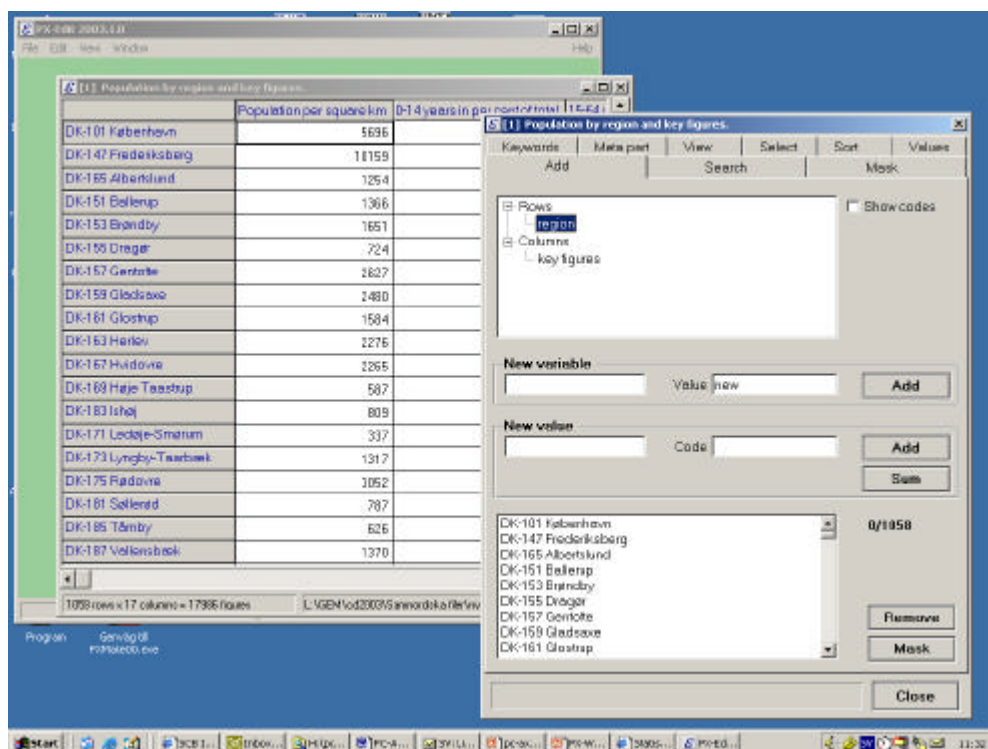 PX-Edit 2003.1.0
File Edit View Window Help
[1] Population by region and key figures.
Population per square km 0-14 years in per cent of total 15-64
DK-101 København 5696
DK-147 Frederiksberg
DK-165 Albertslund 1254
DK-151 Ballerup 1366
DK-153 Brøndby 1651
DK-155 Dragør 724
DK-157 Gentofte 2627
DK-159 Gladsaxe 2480
DK-161 Glostrup 1584
DK-163 Herlev 2276
DK-167 Hvidovre 2265
DK-169 Høje Taastrup 587
DK-183 Ishøj 809
DK-171 Ledøje-Smørum 337
DK-173 Lyngby-Taarbæk 1317
DK-175 Rødovre 3052
DK-181 Søllerød 787
DK-185 Tårnby 626
DK-187 Vallensbæk 1370
1058 rows x 17 columns = 17986 figures
[1] Population by region and key figures.
Keywords Meta part View Select Sort Values
Add Search Mask
Rows
region
Columns
key figures
Show codes
New variable
Value new Add
New value
Code Add
Sum
DK-101 København
DK-147 Frederiksberg
DK-165 Albertslund
DK-151 Ballerup
DK-153 Brøndby
DK-155 Dragør
DK-157 Gentofte
DK-159 Gladsaxe
DK-161 Glostrup
0/1058
Remove
Mask
Close
Program Genväg till
Start